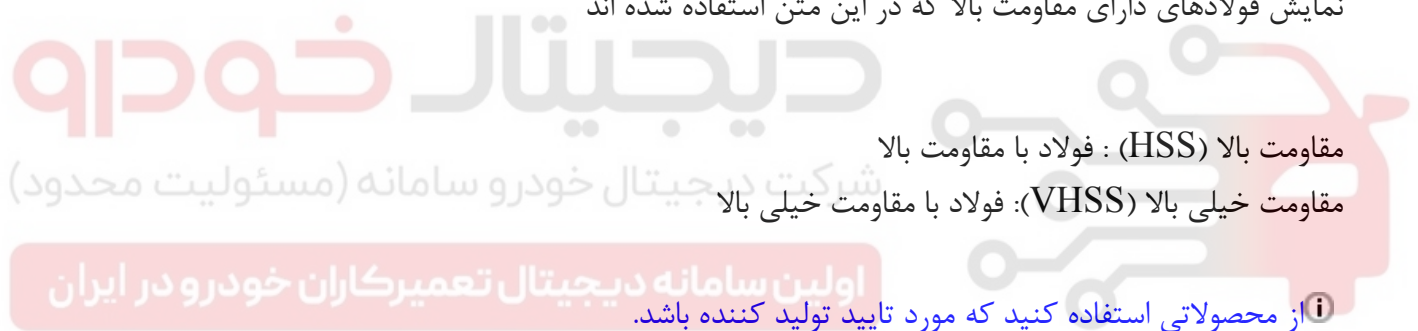 نمایش فولادهای دارای مقاومت بالا که در این متن استفاده شده اند
دیجیتال خودرو
مقاومت بالا (HSS) : فولاد با مقاومت بالا
شرکت دیجیتال خودرو سامانه (مسئولیت محدود)
مقاومت خیلی بالا (VHSS): فولاد با مقاومت خیلی بالا
اولین سامانه دیجیتال تعمیرکاران خودرو در ایران
از محصولاتی استفاده کنید که مورد تایید تولید کننده باشد.